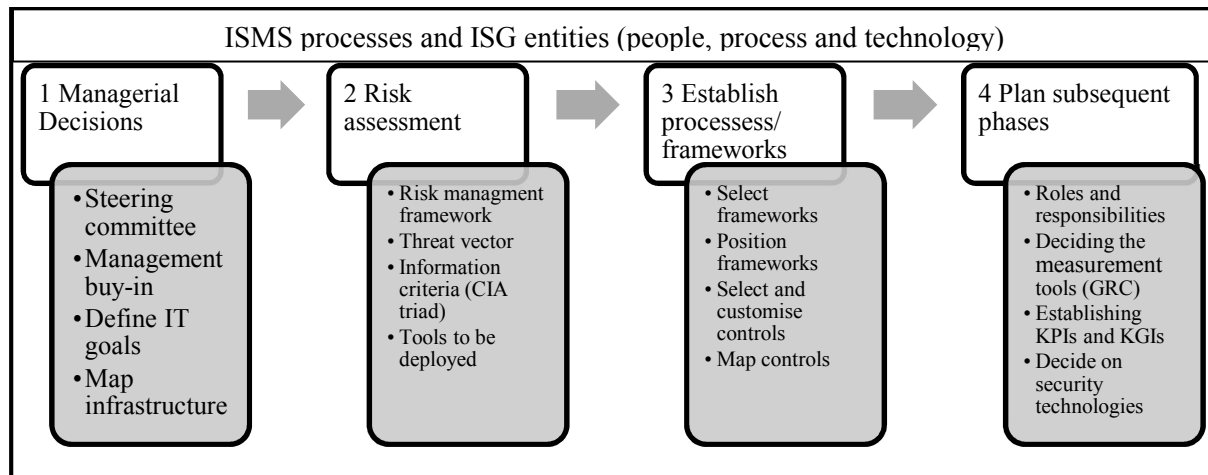 ISMS processes and ISG entities (people, process and technology)
1 Managerial
Decisions
•Steering
committee
•Management
buy-in
•Define IT
goals
•Map
infrastructure
2 Risk
assessment
• Risk managment
framework
• Threat vector
• Information
criteria (CIA
triad)
• Tools to be
deployed
3 Establish
processess/
frameworks
• Select
frameworks
• Position
frameworks
• Select and
customise
controls
• Map controls
4 Plan subsequent
phases
• Roles and
responsibilities
• Deciding the
measurement
tools (GRC)
• Establishing
KPIs and KGIs
• Decide on
security
technologies